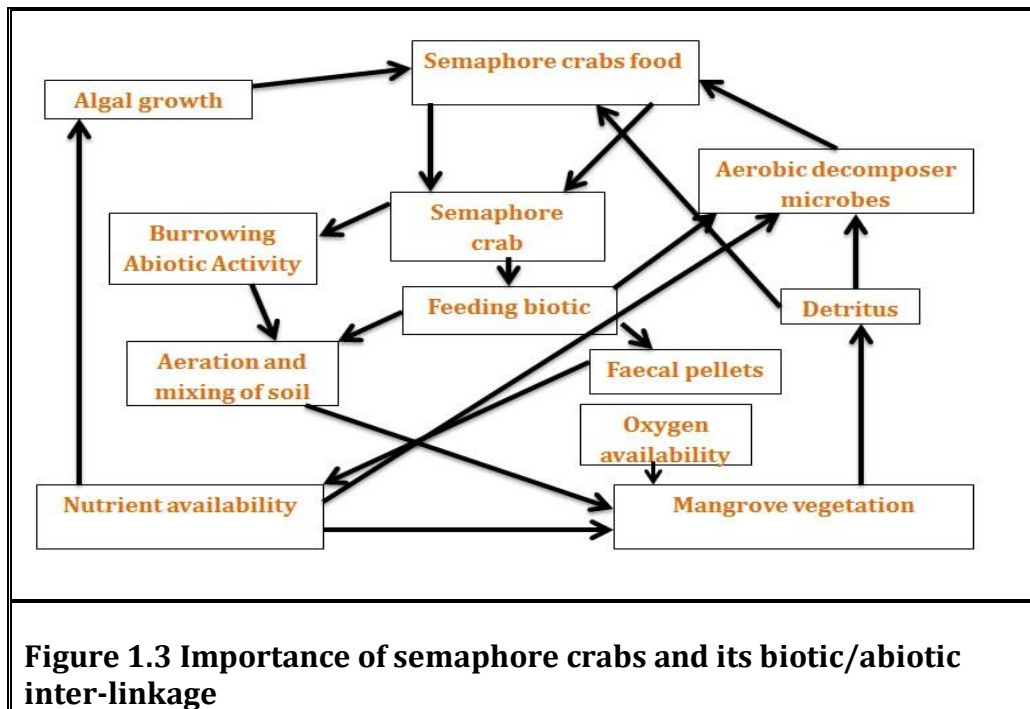 Semaphore crabs food
Algal growth
Aerobic decomposer
microbes
Semaphore
crab
Burrowing
Abiotic Activity
Feeding biotic
Detritus
Aeration and
mixing of soil
Faecal pellets
Oxygen
availability
Nutrient availability
Mangrove vegetation
Figure 1.3 Importance of semaphore crabs and its biotic/abiotic
inter-linkage